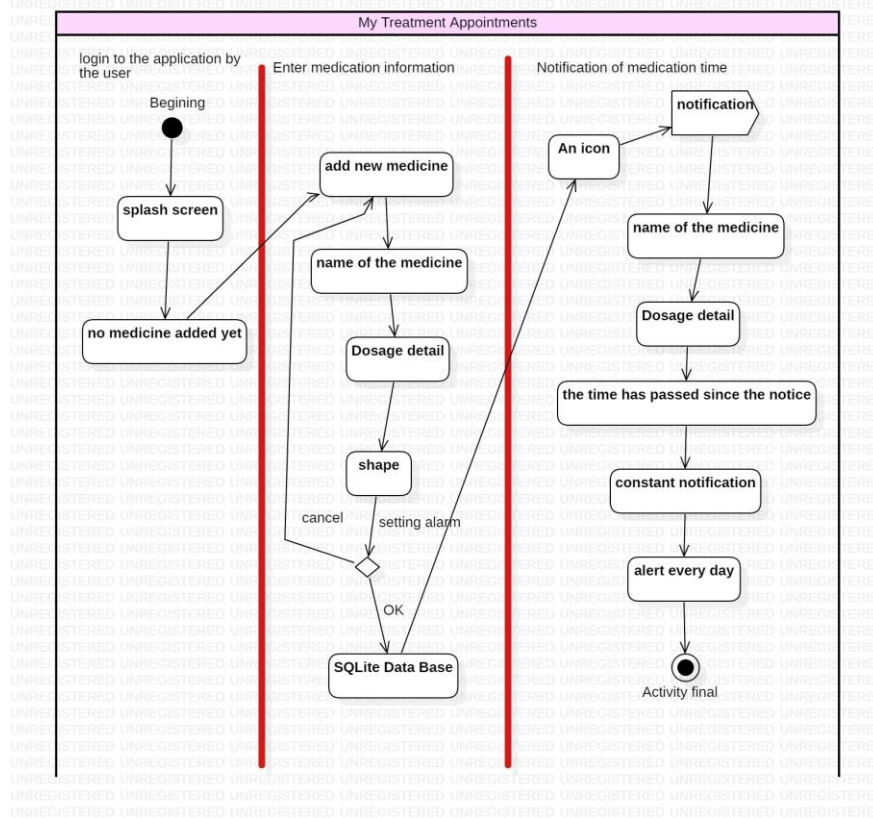 My Treatment Appointments
login to the application by
the user
Begining
splash screen
no medicine added yet
Enter medication information
add new medicine
name of the medicine
Dosage detail
shape
cancel
setting alarm
OK
SQLite Data Base
Notification of medication time
notification
An icon
name of the medicine
Dosage detail
the time has passed since the notice
constant notification
alert every day
Activity final
UNREGISTERED